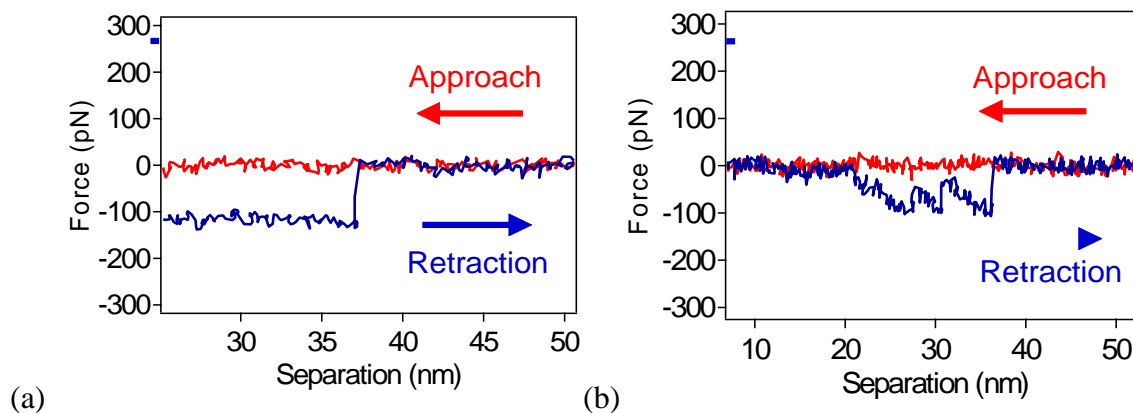 300
200
100
0
-100
-200
-300
Force (pN)
Approach
Retraction
30 35 40 45 50
Separation (nm)
(a)
300
200
100
0
-100
-200
-300
Force (pN)
Approach
Retraction
10 20 30 40 50
Separation (nm)
(b)